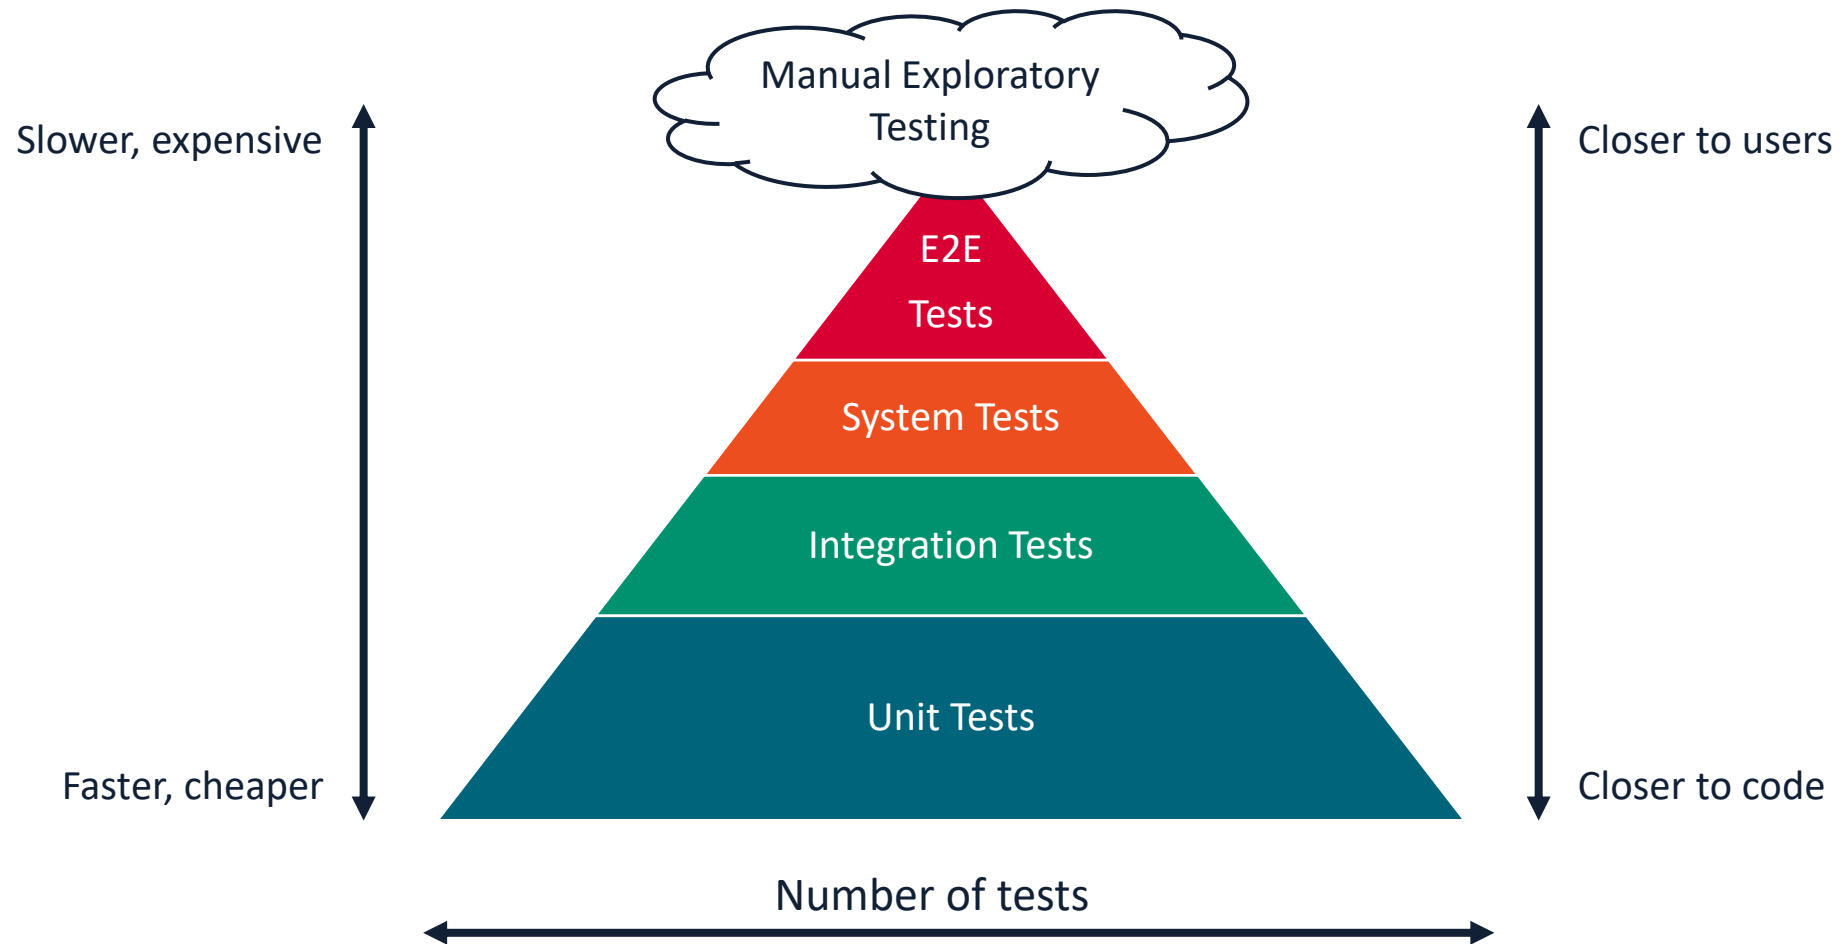 Manual Exploratory
Testing
Slower, expensive
Closer to users
E2E
Tests
System Tests
Integration Tests
Unit Tests
Faster, cheaper
Closer to code
Number of tests